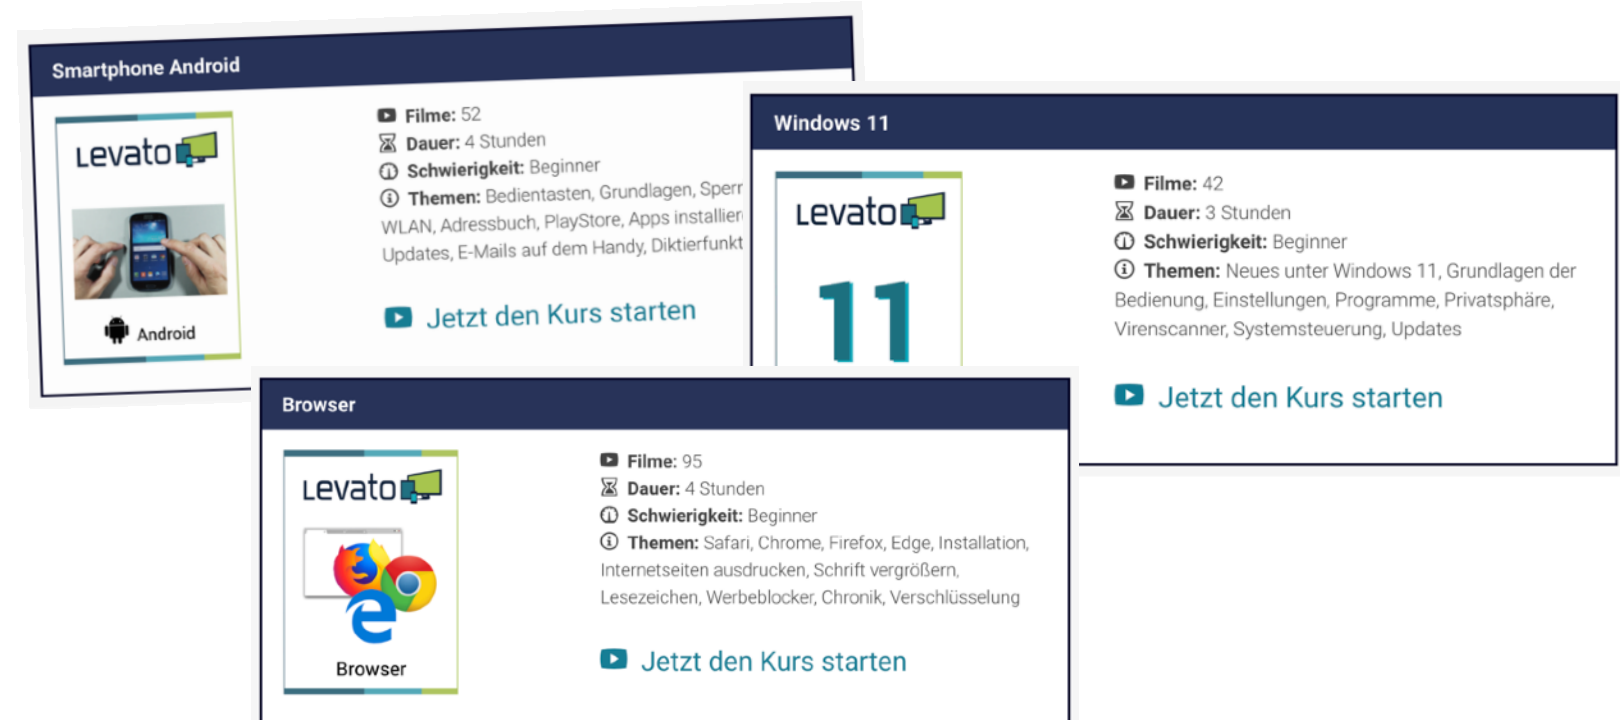 Smartphone Android
Levato
Android
Filme: 52
Dauer: 4 Stunden
Schwierigkeit: Beginner
Themen: Bedientasten, Grundlagen,
WLAN, Adressbuch, PlayStore, Apps
Updates, E-Mails auf dem Handy,
Jetzt den Kurs starten
Windows 11
Levato
11
Filme: 42
Dauer: 3 Stunden
Schwierigkeit: Beginner
Themen: Neues unter Windows 11, Grundlagen der
Bedienung, Einstellungen, Programme, Privatsphäre,
Virenscanner, Systemsteuerung, Updates
Jetzt den Kurs starten
Browser
Levato
Browser
Filme: 95
Dauer: 4 Stunden
Schwierigkeit: Beginner
Themen: Safari, Chrome, Firefox, Edge, Installation,
Internetseiten ausdrucken, Schrift vergrößern,
Lesezeichen, Werbeblocker, Chronik, Verschlüsselung
Jetzt den Kurs starten